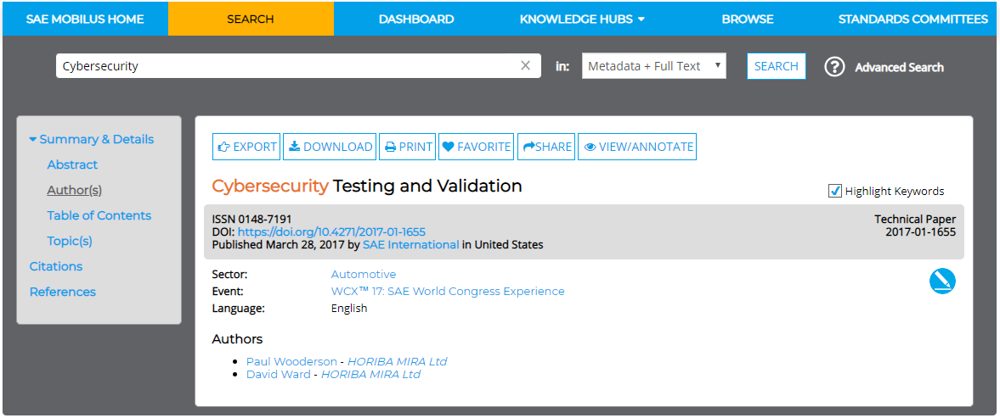 SAE MOBILUS HOME SEARCH DASHBOARD KNOWLEDGE HUBS BROWSE STANDARDS COMMITTEES
Cybersecurity in: Metadata + Full Text SEARCH ? Advanced Search
Summary & Details
Abstract
Author(s)
Table of Contents
Topic(s)
Citations
References
EXPORT DOWNLOAD PRINT FAVORITE SHARE VIEW/ANNOTATE
Cybersecurity Testing and Validation
Highlight Keywords
ISSN 0148-7191
DOI: https://doi.org/10.4271/2017-01-1655
Published March 28, 2017 by SAE International in United States
Technical Paper
2017-01-1655
Sector: Automotive
Event: WCX™ 17: SAE World Congress Experience
Language: English
Authors
• Paul Wooderson - HORIBA MIRA Ltd
• David Ward - HORIBA MIRA Ltd